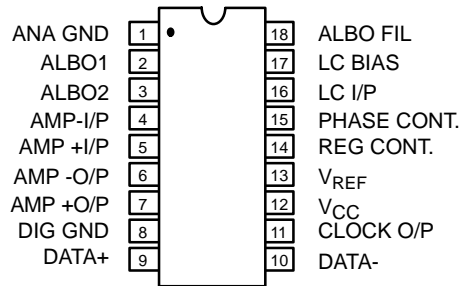 ANA GND 1 18 ALBO FIL
ALBO1 2 17 LC BIAS
ALBO2 3 16 LC I/P
AMP-I/P 4 15 PHASE CONT.
AMP +I/P 5 14 REG CONT.
AMP -O/P 6 13 VREF
AMP +O/P 7 12 VCC
DIG GND 8 11 CLOCK O/P
DATA+ 9 10 DATA-